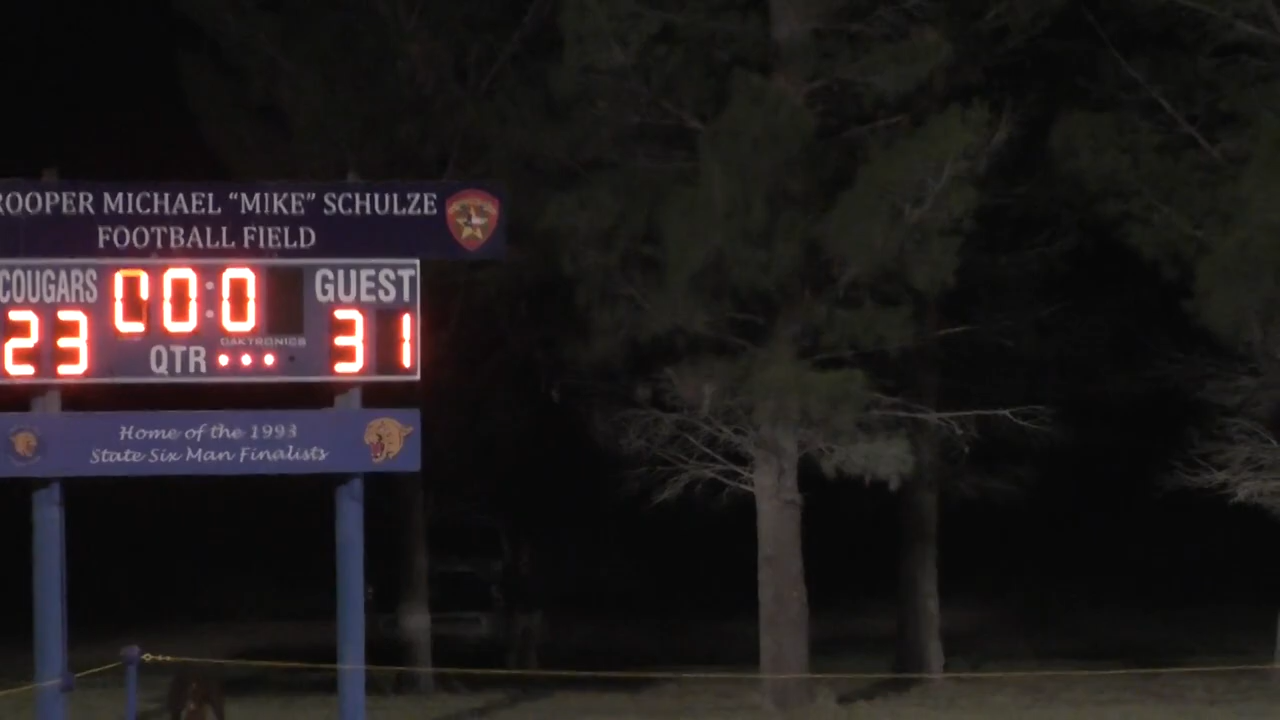 ROOPER MICHAEL “MIKE” SCHULZE
FOOTBALL FIELD
COUGARS 00:0 GUEST
23 31
DAKTRONICS
QTR
Home of the 1993
State Six Man Finalists